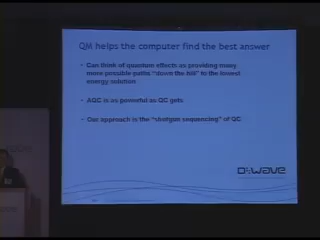 QM helps the computer find the best answer
• Can think of quantum effects as providing many
more possible paths "down the hill" to the lowest
energy solution
• AQC is as powerful as QC gets
• Our approach is the "shotgun sequencing" of QC
D:wave